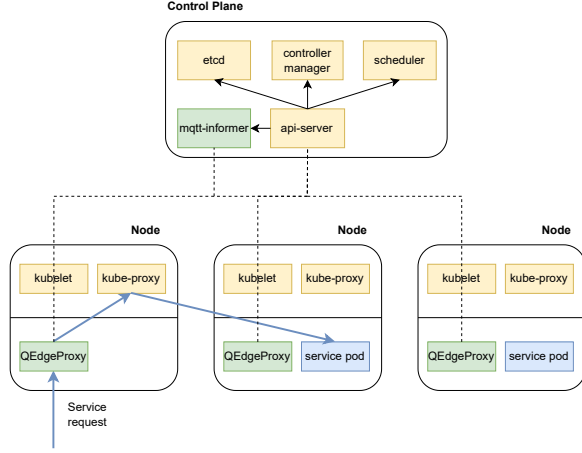 Control Plane
etcd
controller
manager
scheduler
mqtt-informer
api-server
Node
Node
Node
kubelet
kube-proxy
kubelet
kube-proxy
kubelet
kube-proxy
QEdgeProxy
QEdgeProxy
service pod
QEdgeProxy
service pod
Service
request